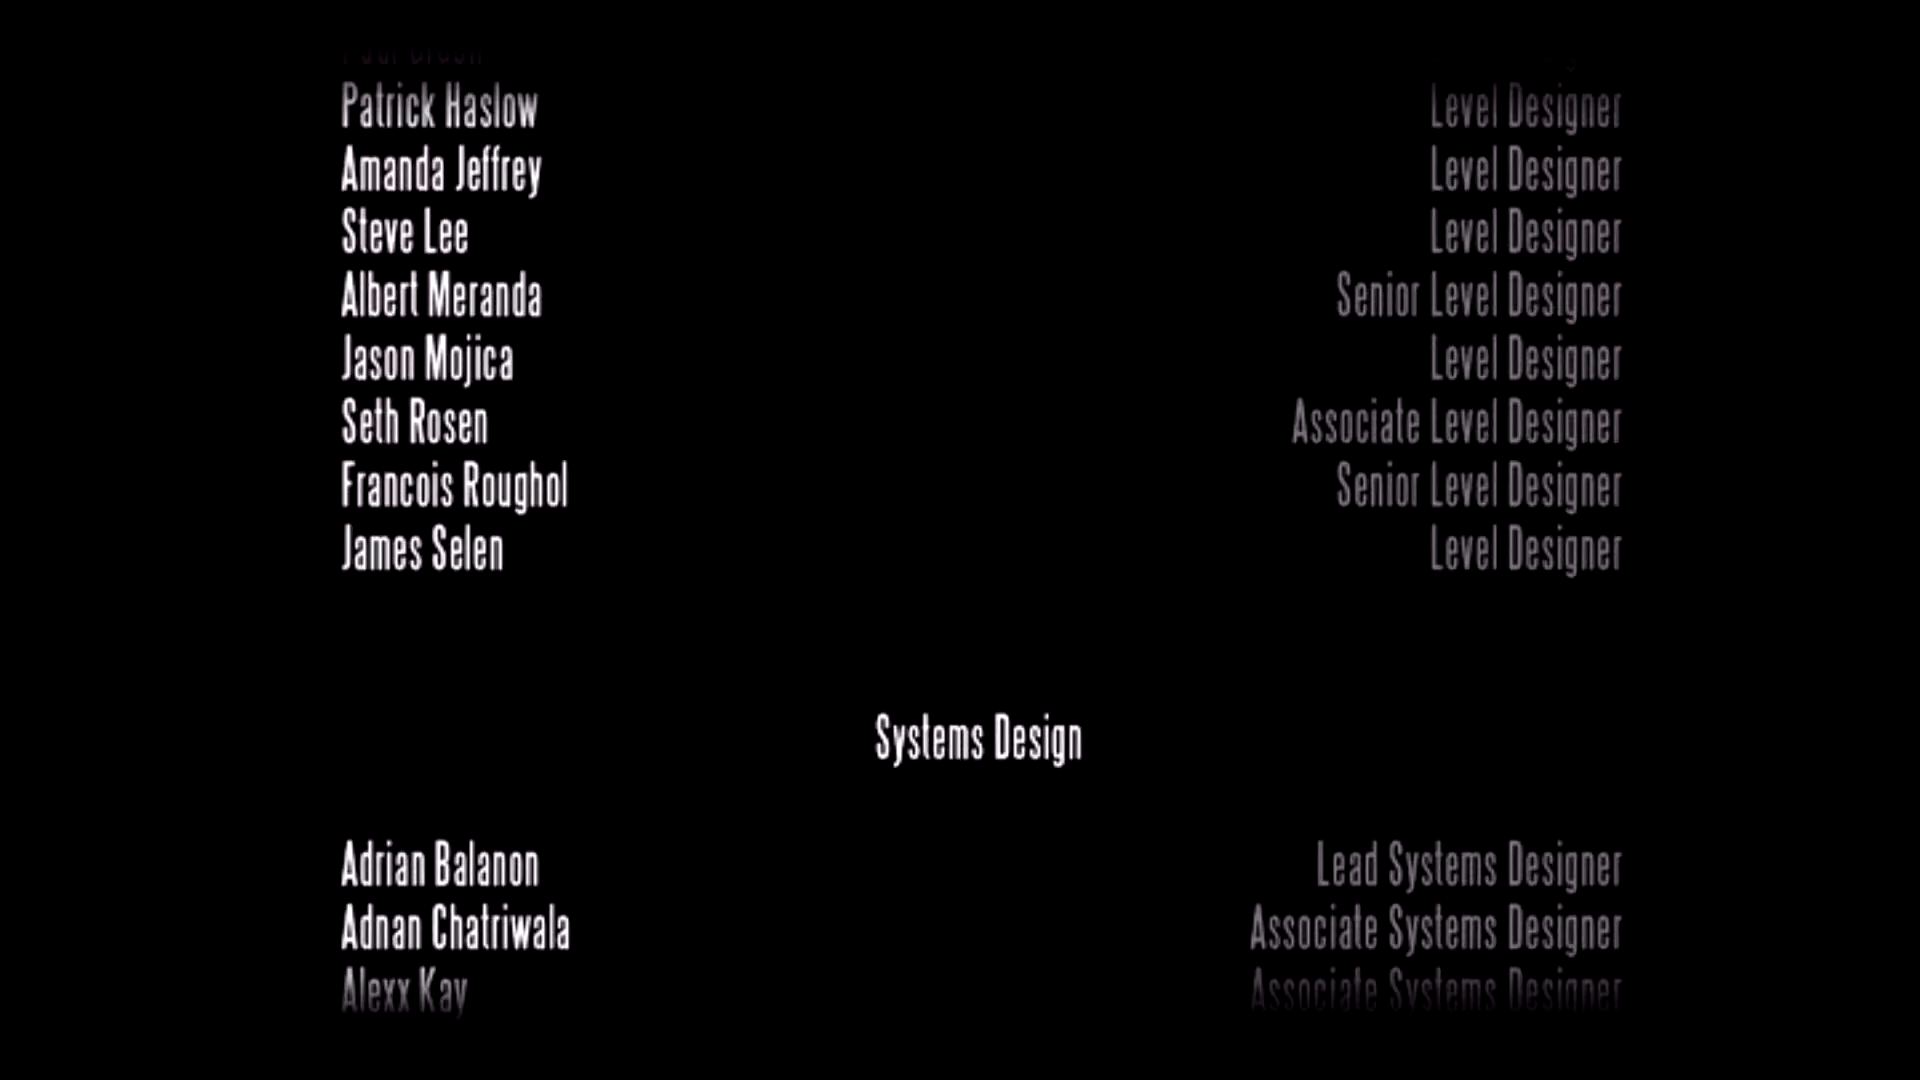 Patrick Haslow Level Designer
Amanda Jeffrey Level Designer
Steve Lee Level Designer
Albert Meranda Senior Level Designer
Jason Mojica Level Designer
Seth Rosen Associate Level Designer
Francois Roughol Senior Level Designer
James Selen Level Designer
Systems Design
Adrian Balanon Lead Systems Designer
Adnan Chatriwala Associate Systems Designer
Alexx Kay Associate Systems Designer